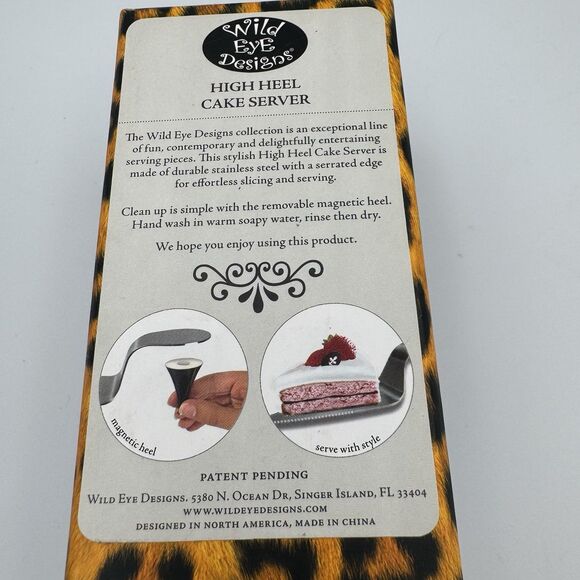 Wild
EyE
Designs®
HIGH HEEL
CAKE SERVER
The Wild Eye Designs collection is an exceptional line
of fun, contemporary and delightfully entertaining
serving pieces. This stylish High Heel Cake Server is
made of durable stainless steel with a serrated edge
for effortless slicing and serving.
Clean up is simple with the removable magnetic heel.
Hand wash in warm soapy water, rinse then dry.
We hope you enjoy using this product.
magnetic heel
serve with style
PATENT PENDING
WILD EYE DESIGNS. 5380 N. OCEAN DR, SINGER ISLAND, FL 33404
WWW.WILDEYEDESIGNS.COM
DESIGNED IN NORTH AMERICA, MADE IN CHINA